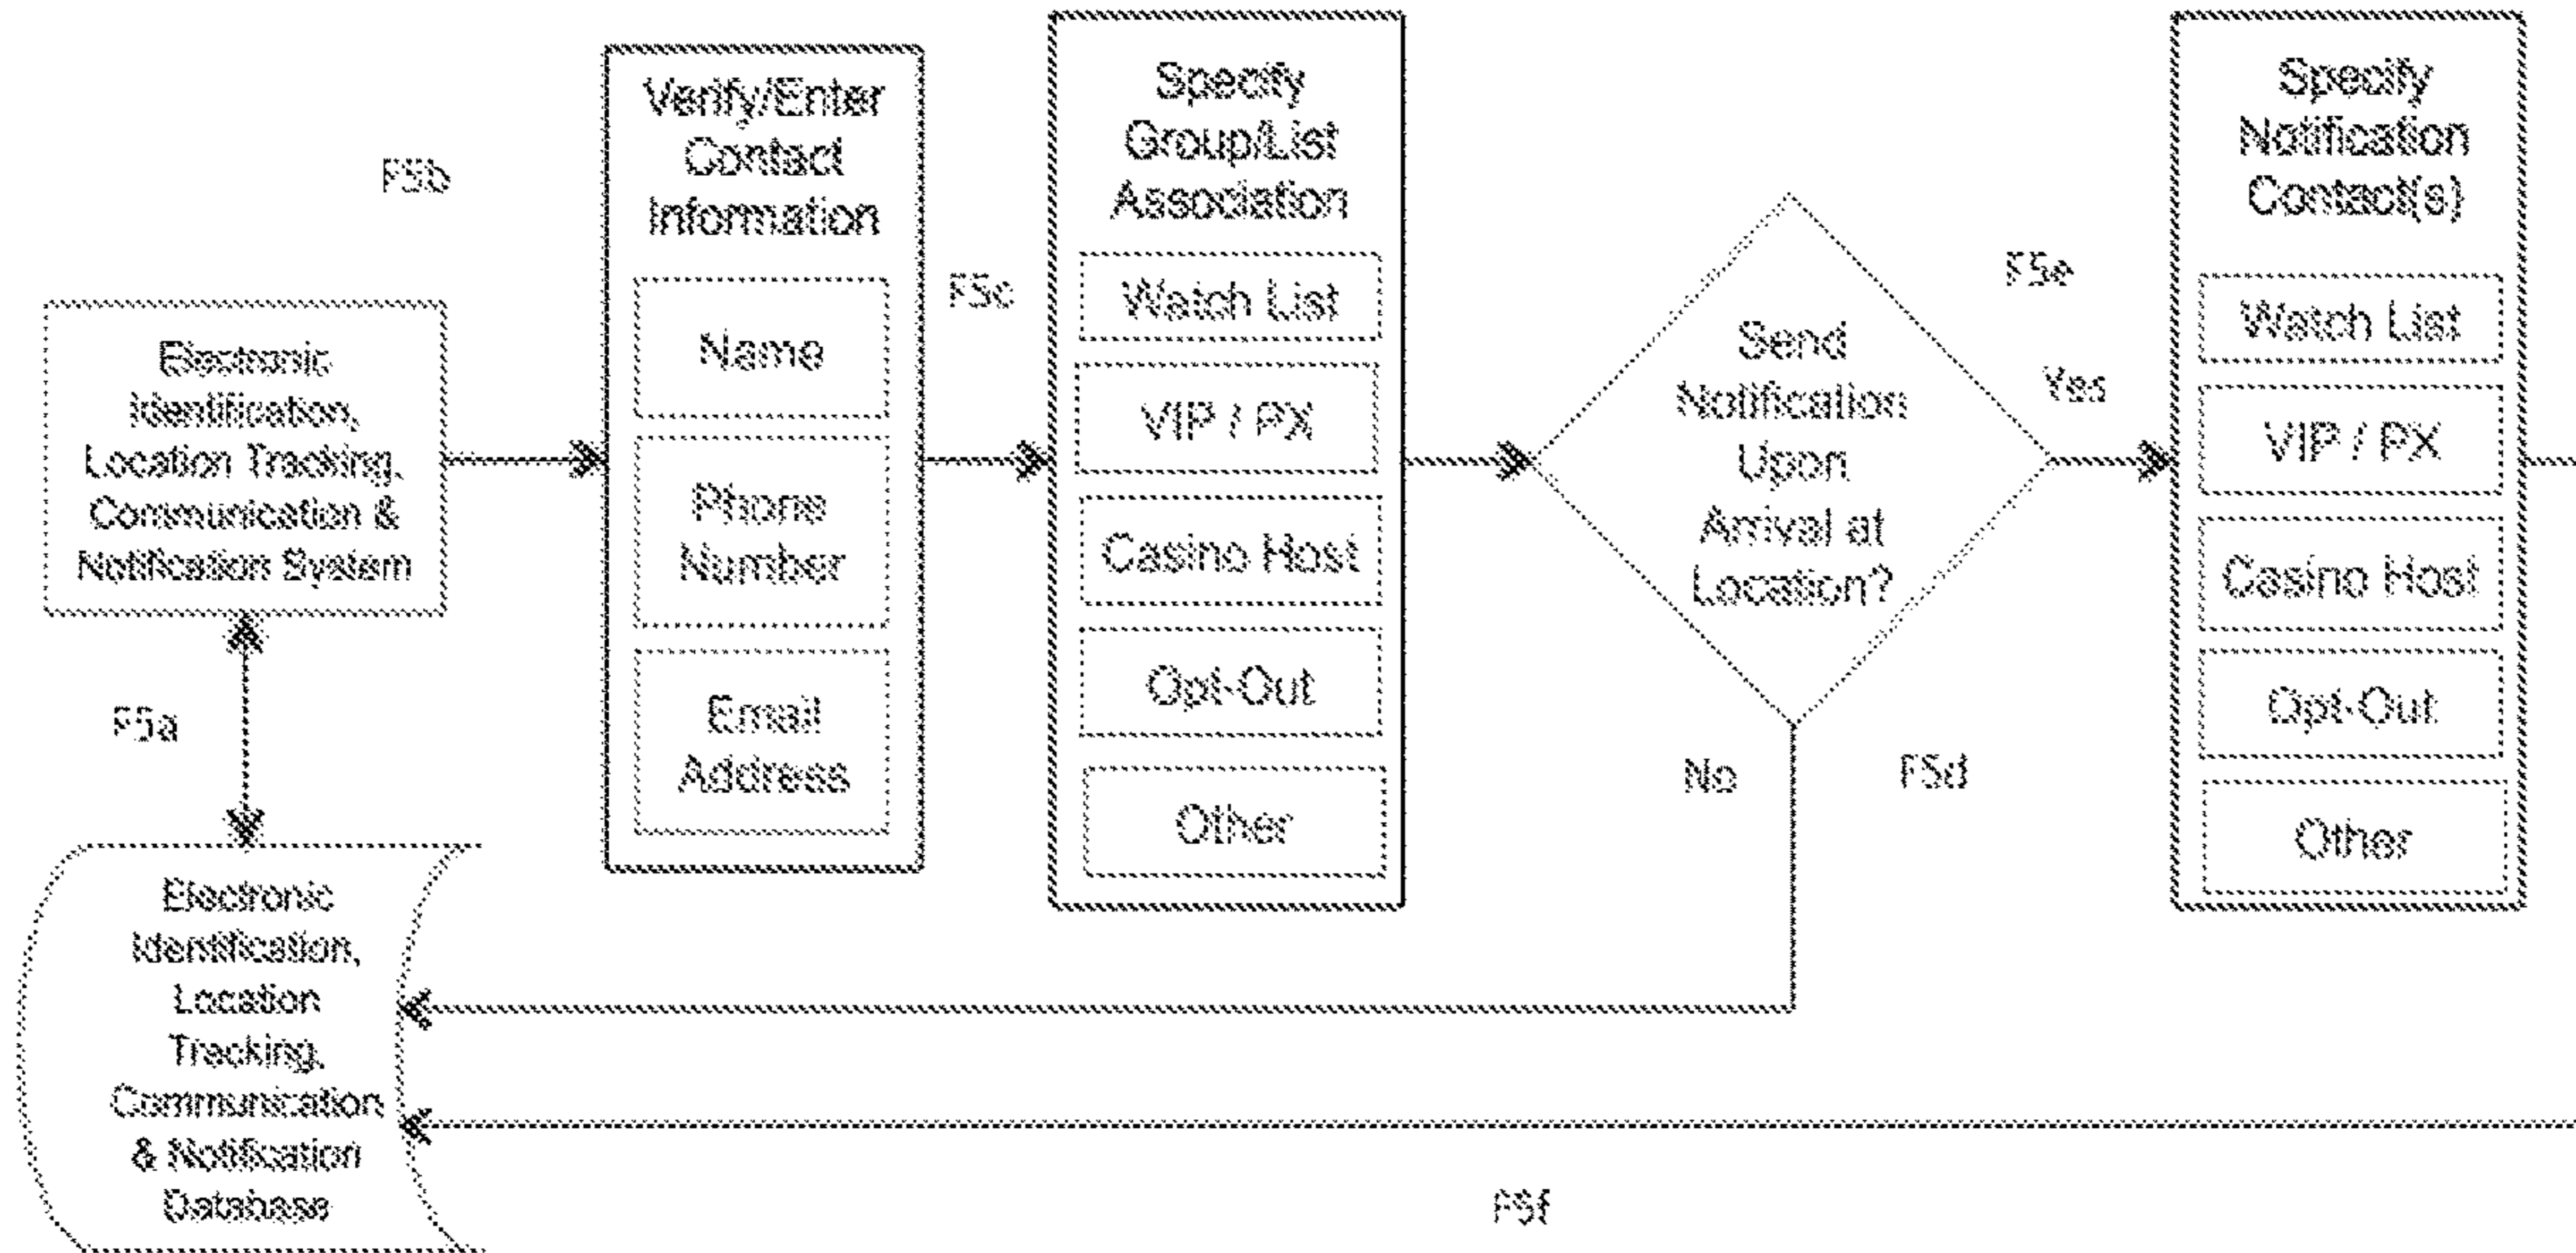 F5b
Electronic
Identification,
Location Tracking,
Communication &
Notification System
F5a
Electronic
Identification,
Location
Tracking,
Communication
& Notification
Database
Verify/Enter
Contact
Information
Name
Phone
Number
Email
Address
F5c
Specify
Group/List
Association
Watch List
VIP / PX
Casino Host
Opt-Out
Other
Send
Notification
Upon
Arrival at
Location?
F5e
Yes
No
F5d
Specify
Notification
Contact(s)
Watch List
VIP / PX
Casino Host
Opt-Out
Other
F5f